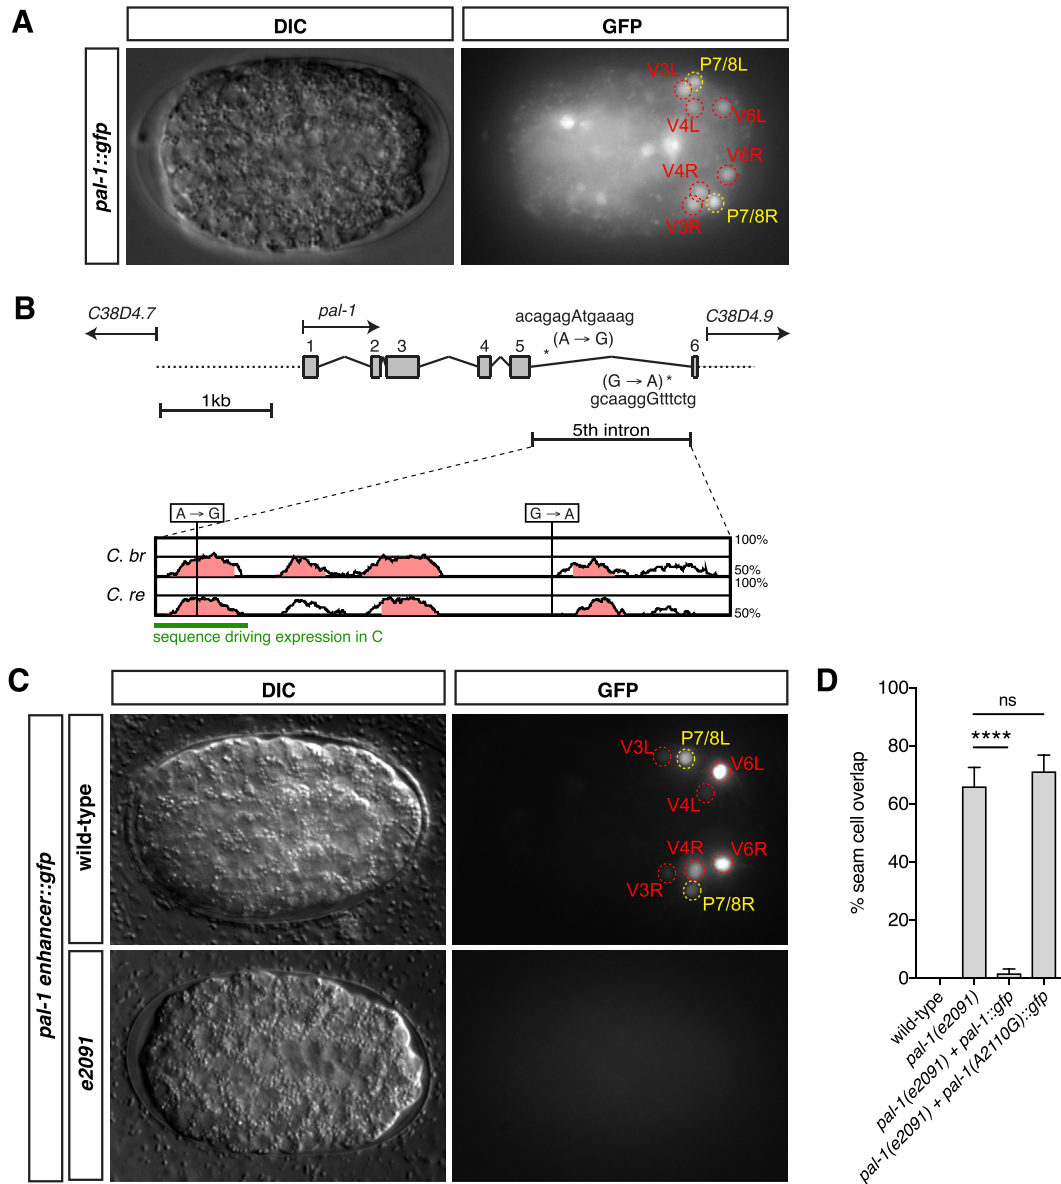 A
DIC
GFP
pal-1::gfp
V3L
P7/8L
V4L
V6L
V6R
V4R
V3R
P7/8R
B
C38D4.7
pal-1
acagagAtgaaag
C38D4.9
(A → G)
1
2
3
4
5
*
6
(G → A) *
gcaaggGtttctg
1kb
5th intron
A → G
G → A
C. br
100%
50%
C. re
100%
50%
sequence driving expression in C
C
DIC
GFP
pal-1 enhancer::gfp
wild-type
V3L
P7/8L
V6L
V4L
V4R
V6R
V3R
P7/8R
e2091
D
% seam cell overlap
100
80
60
40
20
0
ns
****
wild-type
pal-1(e2091)
pal-1(e2091) + pal-1::gfp
pal-1(e2091) + pal-1(A2110G)::gfp